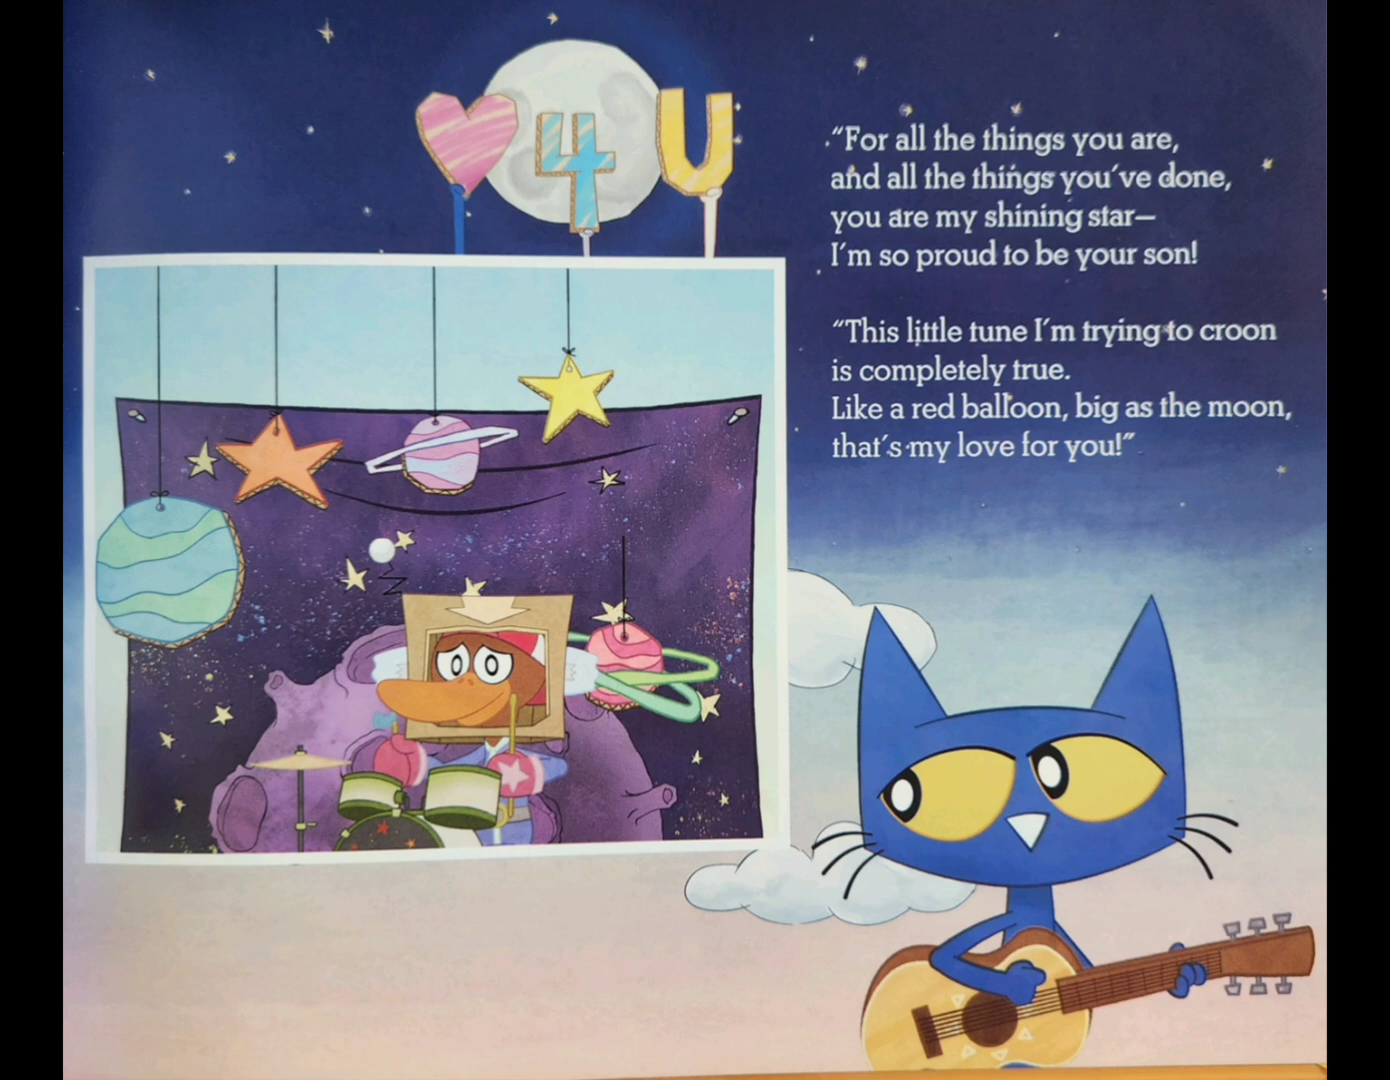 4 U
“For all the things you are,
and all the things you’ve done,
you are my shining star—
I’m so proud to be your son!
“This little tune I’m trying to croon
is completely true.
Like a red balloon, big as the moon,
that’s my love for you!”